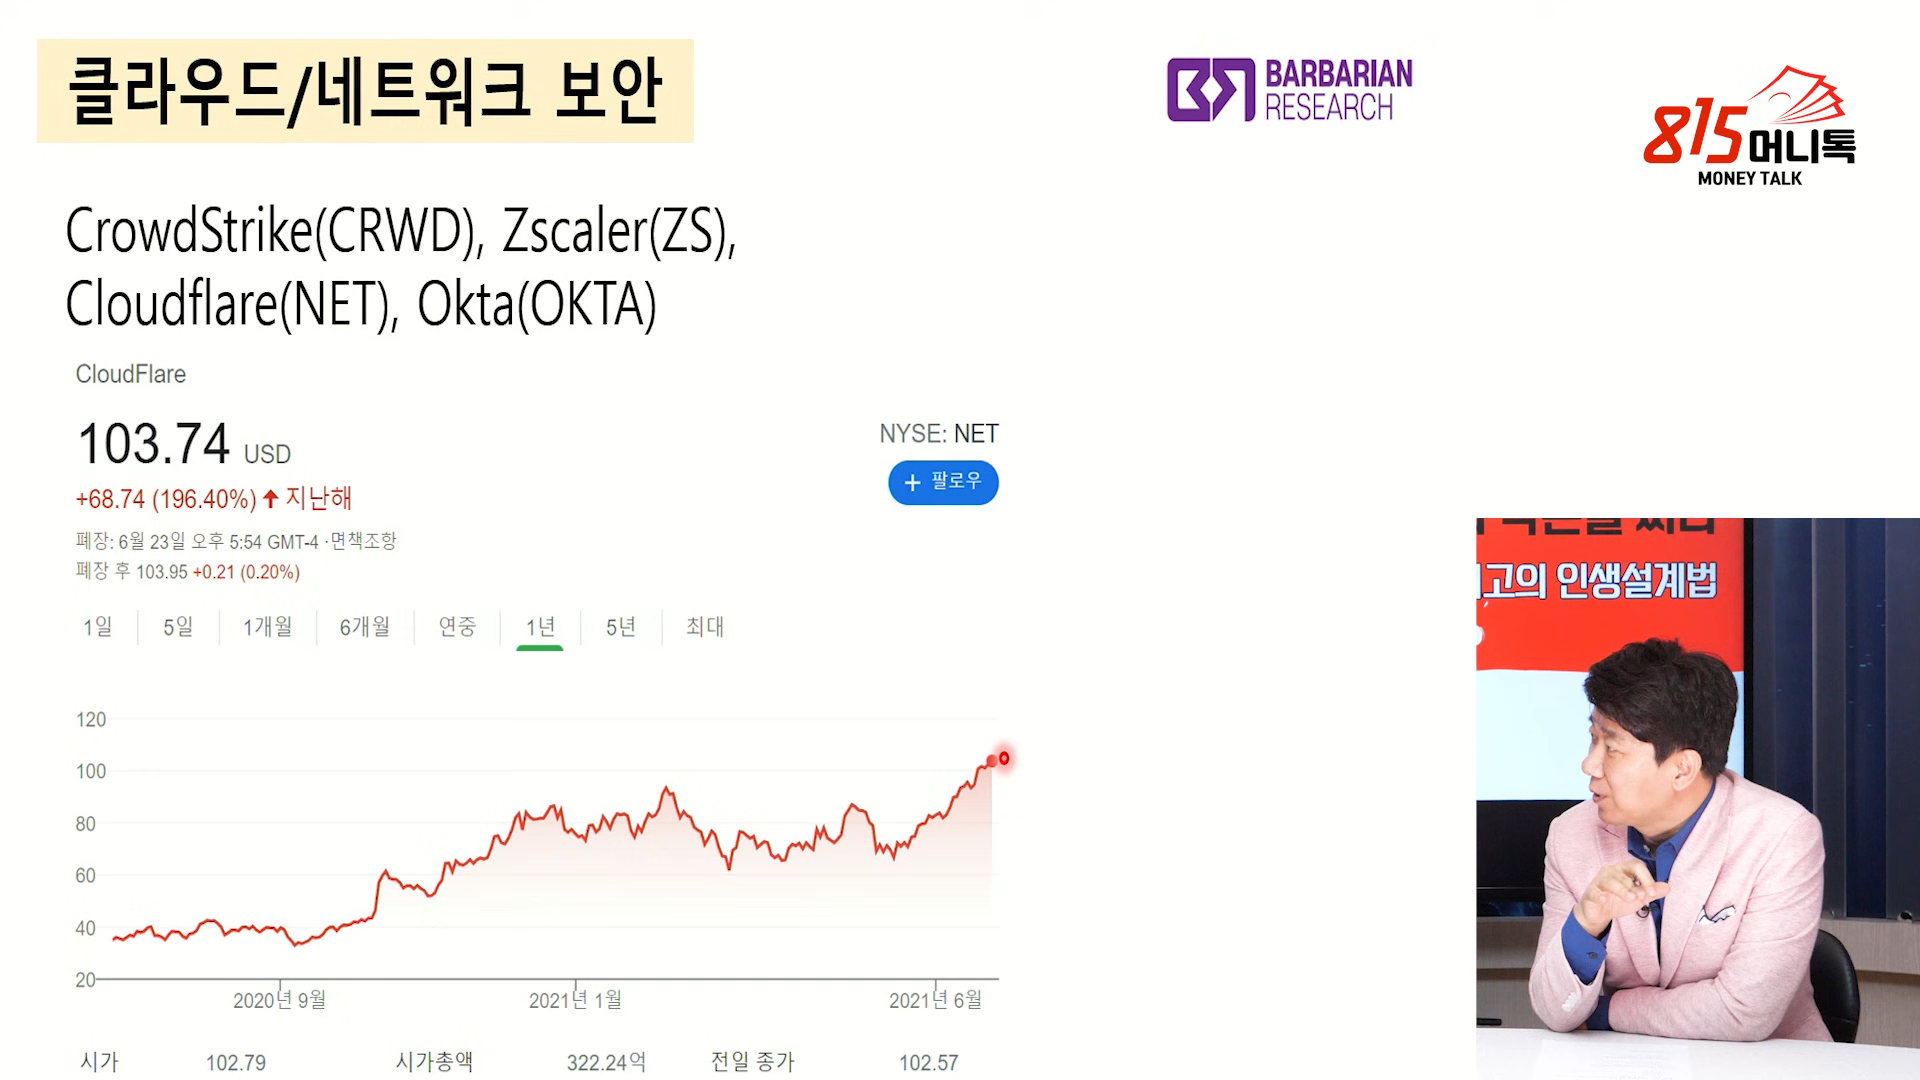 클라우드/네트워크 보안
BARBARIAN
RESEARCH
815머니톡
MONEY TALK
CrowdStrike(CRWD), Zscaler(ZS),
Cloudflare(NET), Okta(OKTA)
CloudFlare
103.74 USD
NYSE: NET
+ 팔로우
+68.74 (196.40%) 지난해
폐장: 6월 23일 오후 5:54 GMT-4 ·면책조항
폐장 후 103.95 +0.21 (0.20%)
1일 5일 1개월 6개월 연중 1년 5년 최대
120
100
80
60
40
20
2020년 9월 2021년 1월 2021년 6월
시가 102.79 시가총액 322.24억 전일 종가 102.57
인생설계법